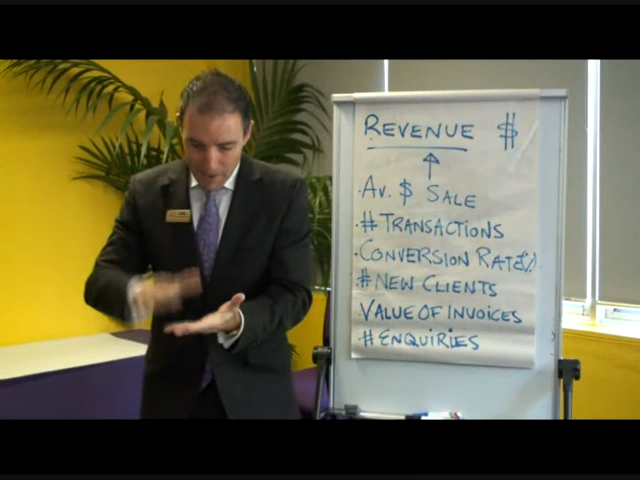 REVENUE $
· AV. $ SALE
· # TRANSACTIONS
· CONVERSION RATE %
· # NEW CLIENTS
VALUE OF INVOICES
· # ENQUIRIES